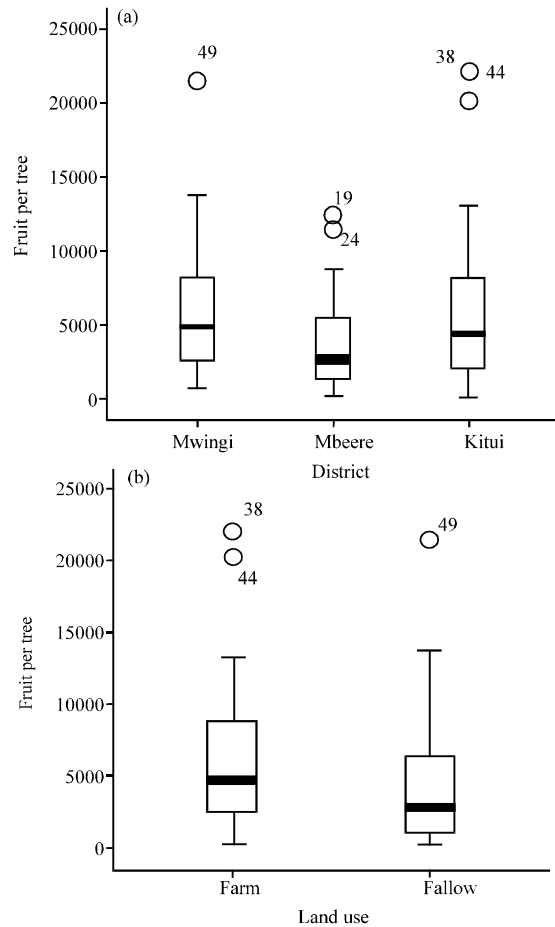 (a)
25000
20000
15000
10000
5000
0
Fruit per tree
49
19
24
38
44
Mwingi
Mbeere
Kitui
District
(b)
25000
20000
15000
10000
5000
0
Fruit per tree
38
44
49
Farm
Fallow
Land use